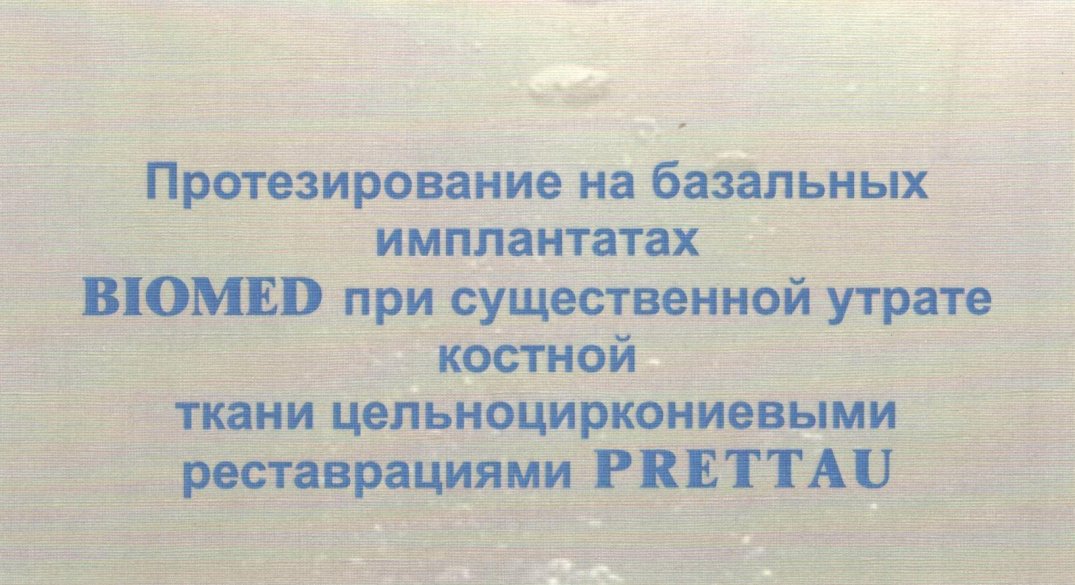 Протезирование на базальных
имплантатах
BIOMED при существенной утрате
костной
ткани цельноциркониевыми
реставрациями PRETTAU